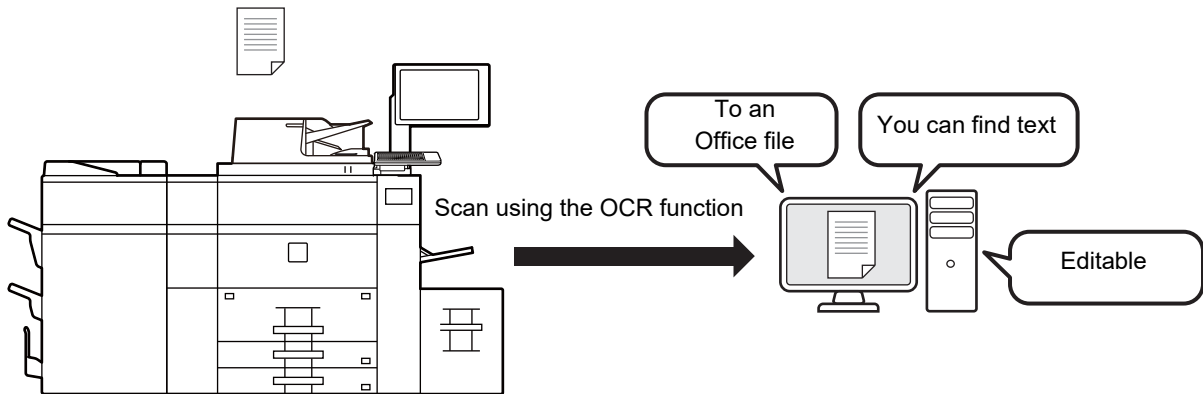 To an
Office file
You can find text
Scan using the OCR function
Editable